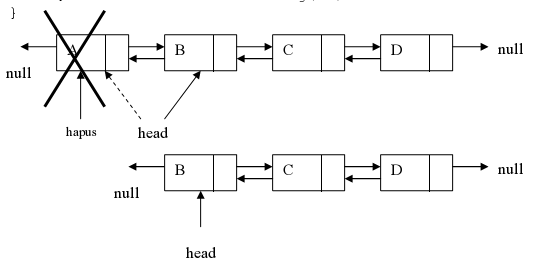 }
A B C D null
null
hapus head
B C D null
null
head